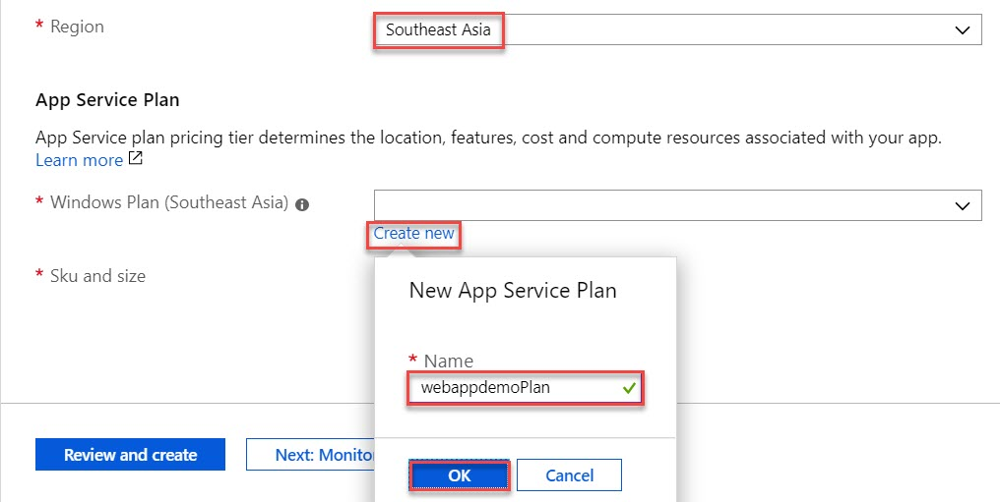 * Region
Southeast Asia
App Service Plan
App Service plan pricing tier determines the location, features, cost and compute resources associated with your app.
Learn more
* Windows Plan (Southeast Asia)
Create new
* Sku and size
New App Service Plan
* Name
webappdemoPlan
Review and create
Next: Monitor
OK
Cancel